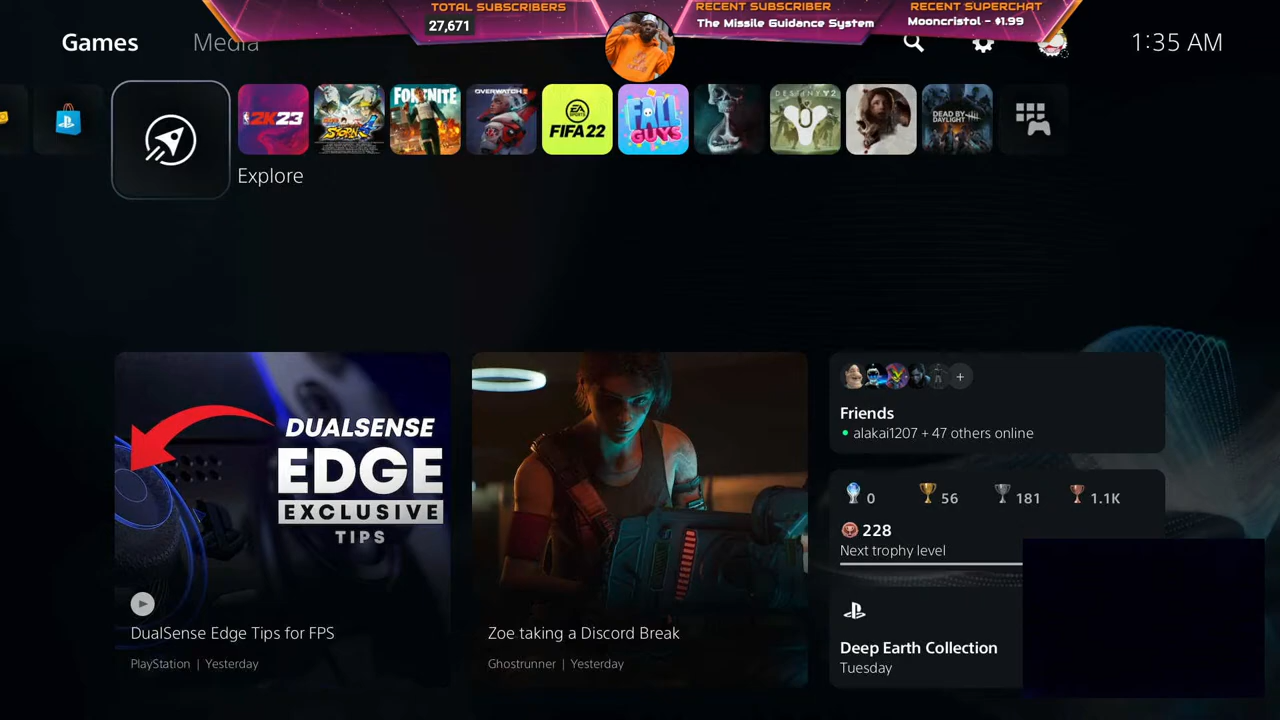 TOTAL SUBSCRIBERS
27,671
RECENT SUBSCRIBER
The Missile Guidance System
RECENT SUPERCHAT
Mooncristol - $1.99
Games
Media
1:35 AM
2K23
FORTNITE
OVERWATCH 2
EA SPORTS
FIFA 22
FALL GUYS
DESTINY 2
DEAD BY DAYLIGHT
Explore
DUALSENSE
EDGE
EXCLUSIVE
TIPS
DualSense Edge Tips for FPS
PlayStation | Yesterday
Zoe taking a Discord Break
Ghostrunner | Yesterday
Friends
alakai1207 + 47 others online
0 56 181 1.1K
228
Next trophy level
Deep Earth Collection
Tuesday